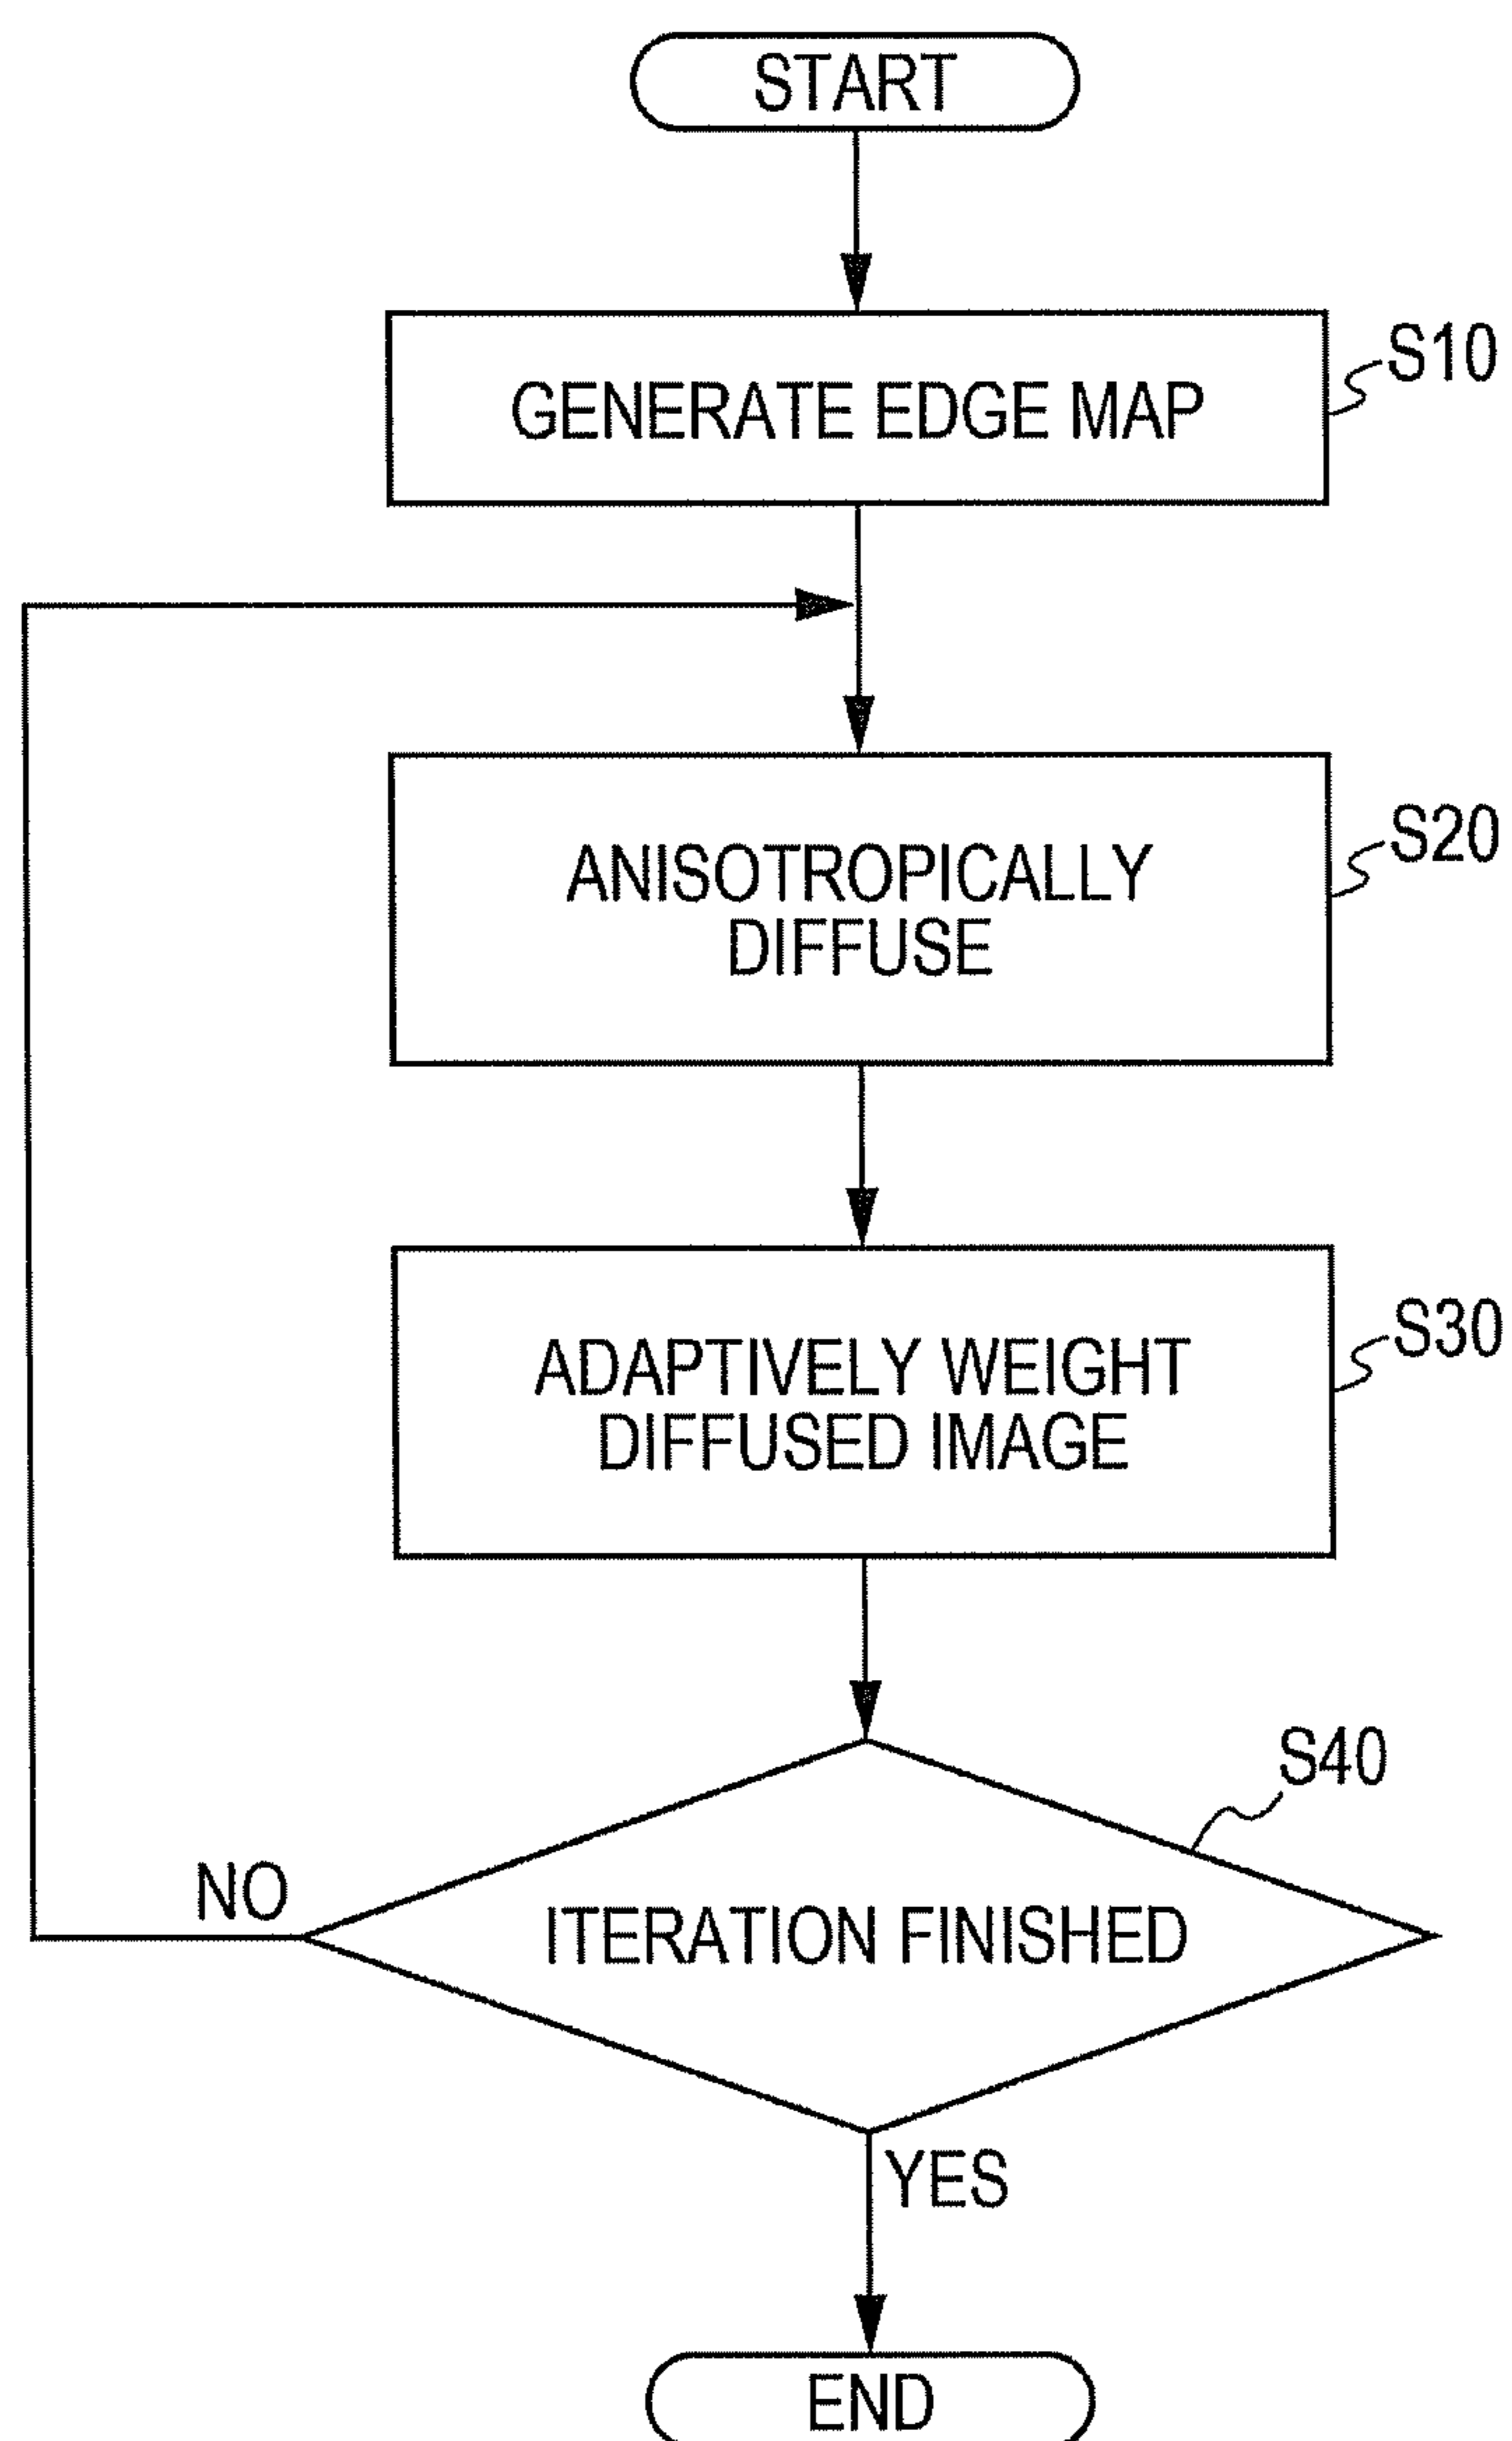 START
GENERATE EDGE MAP
S10
ANISOTROPICALLY
DIFFUSE
S20
ADAPTIVELY WEIGHT
DIFFUSED IMAGE
S30
S40
NO
ITERATION FINISHED
YES
END